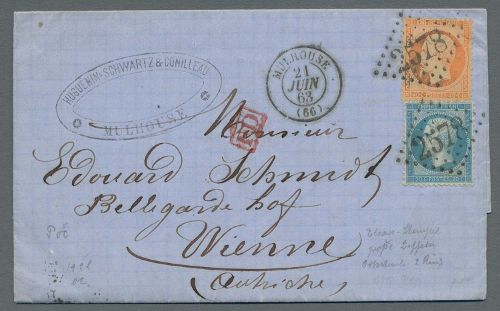 HUGUENIN-SCHWARTZ & CONILLEAU
MULHOUSE
MULHOUSE
21
JUIN
63
(66)
2578
2578
PD
Monsieur
Edouard Schmidt
Bellegarde hof
Wienne
Autriche